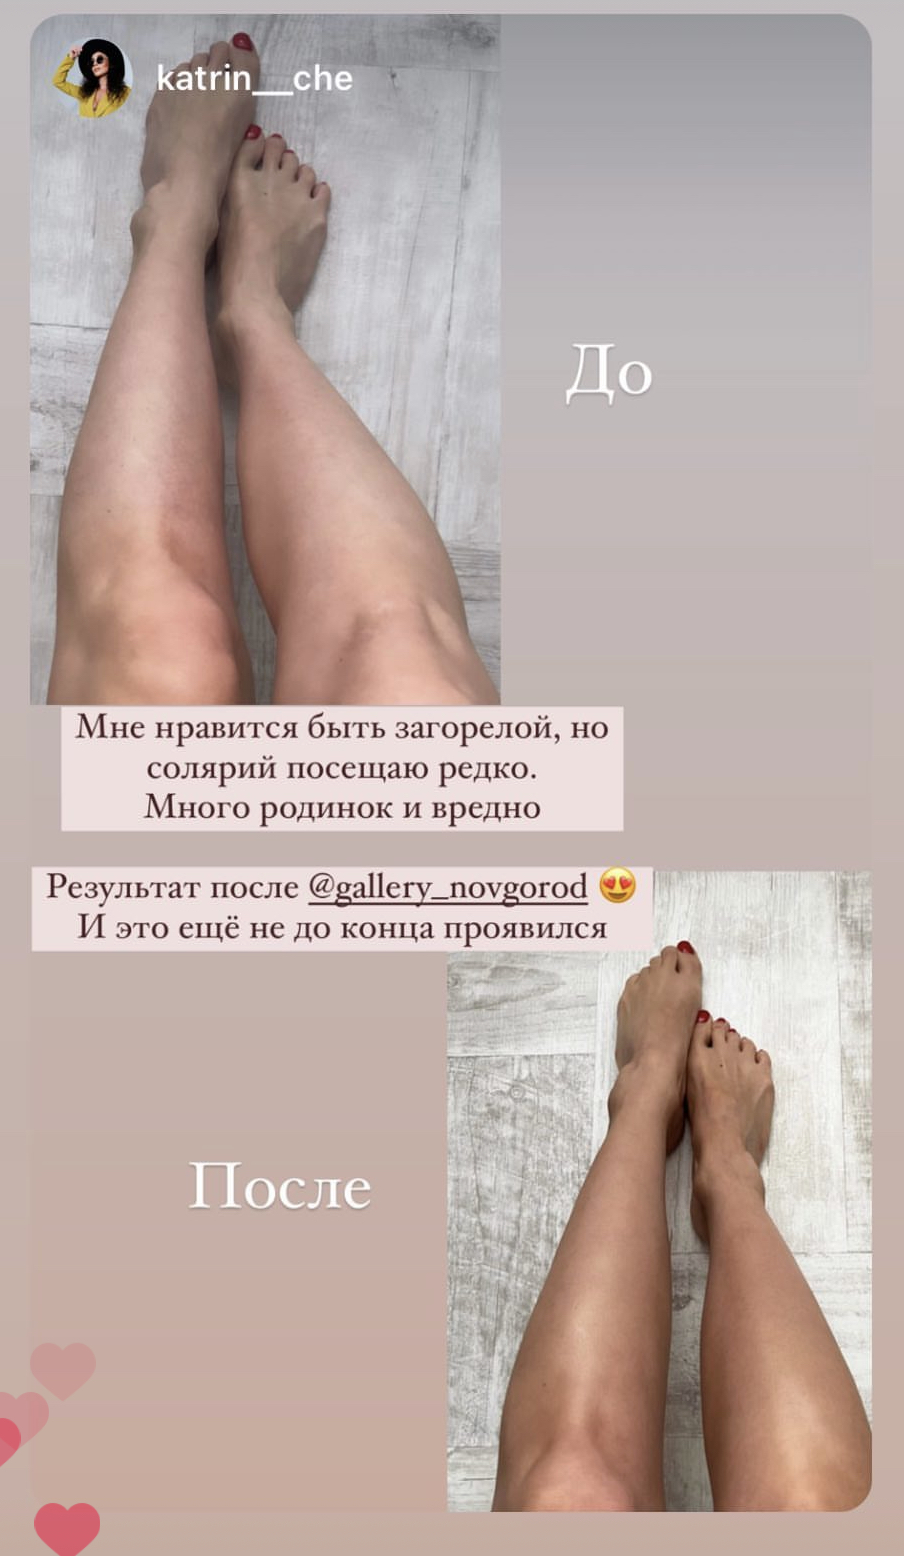 katrin__che
До
Мне нравится быть загорелой, но
солярий посещаю редко.
Много родинок и вредно
Результат после @gallery_novgorod 😍
И это ещё не до конца проявился
После